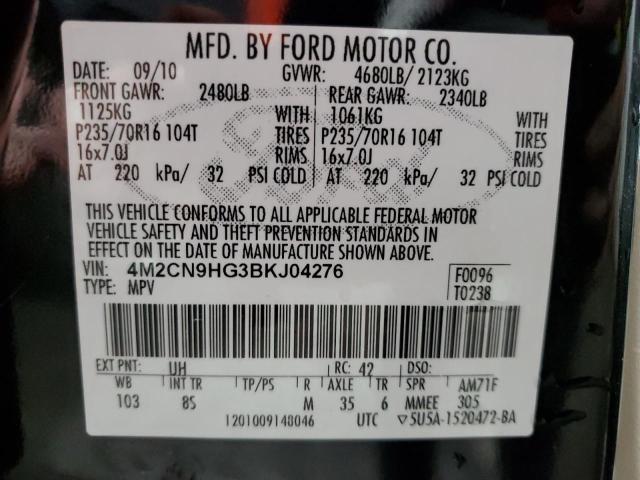 MFD. BY FORD MOTOR CO.
DATE: 09/10 GVWR: 4680LB/ 2123KG
FRONT GAWR: 2480LB REAR GAWR: 2340LB
1125KG WITH 1061KG WITH
P235/70R16 104T TIRES P235/70R16 104T TIRES
16x7.0J RIMS 16x7.0J RIMS
AT 220 kPa/ 32 PSI COLD AT 220 kPa/ 32 PSI COLD
THIS VEHICLE CONFORMS TO ALL APPLICABLE FEDERAL MOTOR
VEHICLE SAFETY AND THEFT PREVENTION STANDARDS IN
EFFECT ON THE DATE OF MANUFACTURE SHOWN ABOVE.
VIN: 4M2CN9HG3BKJ04276 F0096
TYPE: MPV T0238
EXT PNT: UH RC: 42 DSO:
WB INT TR TP/PS R AXLE TR SPR AM71F
103 8S M 35 6 MMEE 305
1201009148046 UTC ▽5U5A-1520472-BA